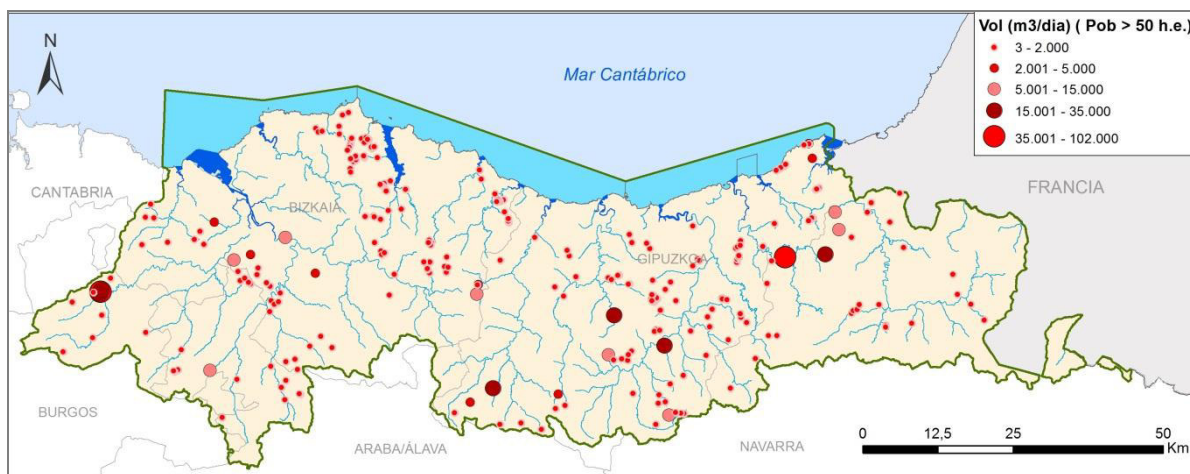 N
Mar Cantábrico
Vol (m3/dia) ( Pob > 50 h.e.)
3 - 2.000
2.001 - 5.000
5.001 - 15.000
15.001 - 35.000
35.001 - 102.000
CANTABRIA
BIZKAIA
FRANCIA
GIPUZKOA
BURGOS
ARABA/ÁLAVA
NAVARRA
0 12,5 25 50
Km